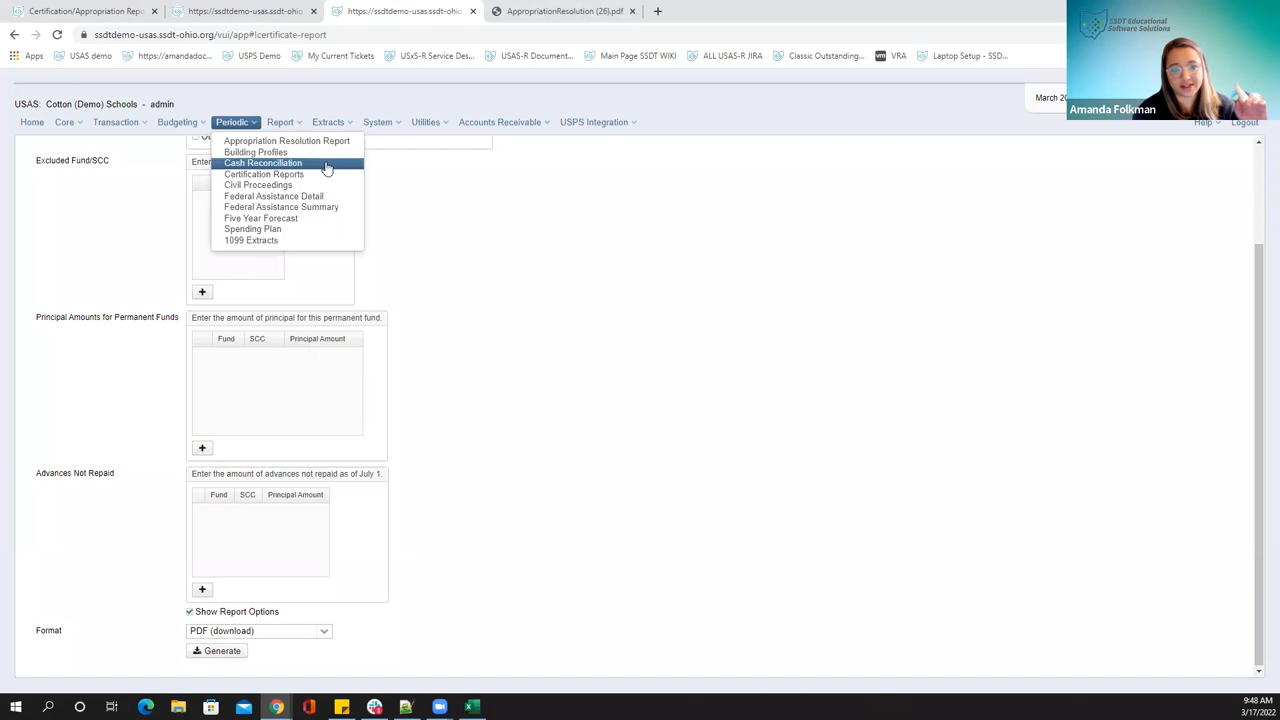 Certification/Appropriation Repo
https://ssdtdemo-usas.ssdt-ohio
https://ssdtdemo-usas.ssdt-ohio
AppropriationResolution (26).pdf
ssdtdemo-usas.ssdt-ohio.org/vui/app#!certificate-report
Apps
USAS demo
https://amandadoc...
USPS Demo
My Current Tickets
USxS-R Service Des...
USAS-R Document...
Main Page SSDT WIKI
ALL USAS-R JIRA
Classic Outstanding...
VRA
Laptop Setup - SSD...
SSDT Educational
Software Solutions
Amanda Folkman
USAS: Cotton (Demo) Schools - admin
March 20
Home
Core
Transaction
Budgeting
Periodic
Report
Extracts
System
Utilities
Accounts Receivable
USPS Integration
Help
Logout
Appropriation Resolution Report
Building Profiles
Cash Reconciliation
Certification Reports
Civil Proceedings
Federal Assistance Detail
Federal Assistance Summary
Five Year Forecast
Spending Plan
1099 Extracts
Excluded Fund/SCC
Enter
Principal Amounts for Permanent Funds
Enter the amount of principal for this permanent fund.
Fund SCC Principal Amount
Advances Not Repaid
Enter the amount of advances not repaid as of July 1.
Fund SCC Principal Amount
Show Report Options
Format
PDF (download)
Generate
9:48 AM
3/17/2022